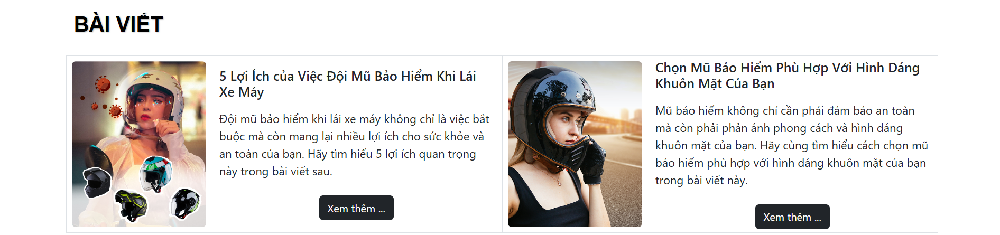 BÀI VIẾT
5 Lợi Ích của Việc Đội Mũ Bảo Hiểm Khi Lái
Xe Máy
Đội mũ bảo hiểm khi lái xe máy không chỉ là việc bắt
buộc mà còn mang lại nhiều lợi ích cho sức khỏe và
an toàn của bạn. Hãy tìm hiểu 5 lợi ích quan trọng
này trong bài viết sau.
Xem thêm ...
Chọn Mũ Bảo Hiểm Phù Hợp Với Hình Dáng
Khuôn Mặt Của Bạn
Mũ bảo hiểm không chỉ cần phải đảm bảo an toàn
mà còn phải phản ánh phong cách và hình dáng
khuôn mặt của bạn. Hãy cùng tìm hiểu cách chọn mũ
bảo hiểm phù hợp với hình dáng khuôn mặt của bạn
trong bài viết này.
Xem thêm ...